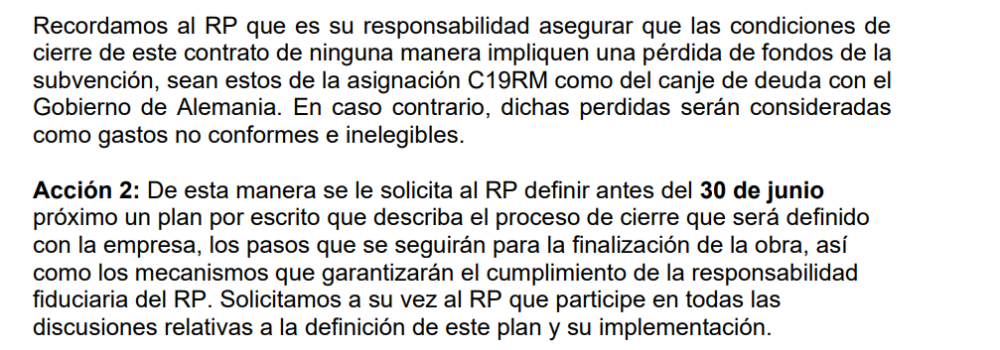 Recordamos al RP que es su responsabilidad asegurar que las condiciones de
cierre de este contrato de ninguna manera impliquen una pérdida de fondos de la
subvención, sean estos de la asignación C19RM como del canje de deuda con el
Gobierno de Alemania. En caso contrario, dichas perdidas serán consideradas
como gastos no conformes e inelegibles.
Acción 2: De esta manera se le solicita al RP definir antes del 30 de junio
próximo un plan por escrito que describa el proceso de cierre que será definido
con la empresa, los pasos que se seguirán para la finalización de la obra, así
como los mecanismos que garantizarán el cumplimiento de la responsabilidad
fiduciaria del RP. Solicitamos a su vez al RP que participe en todas las
discusiones relativas a la definición de este plan y su implementación.